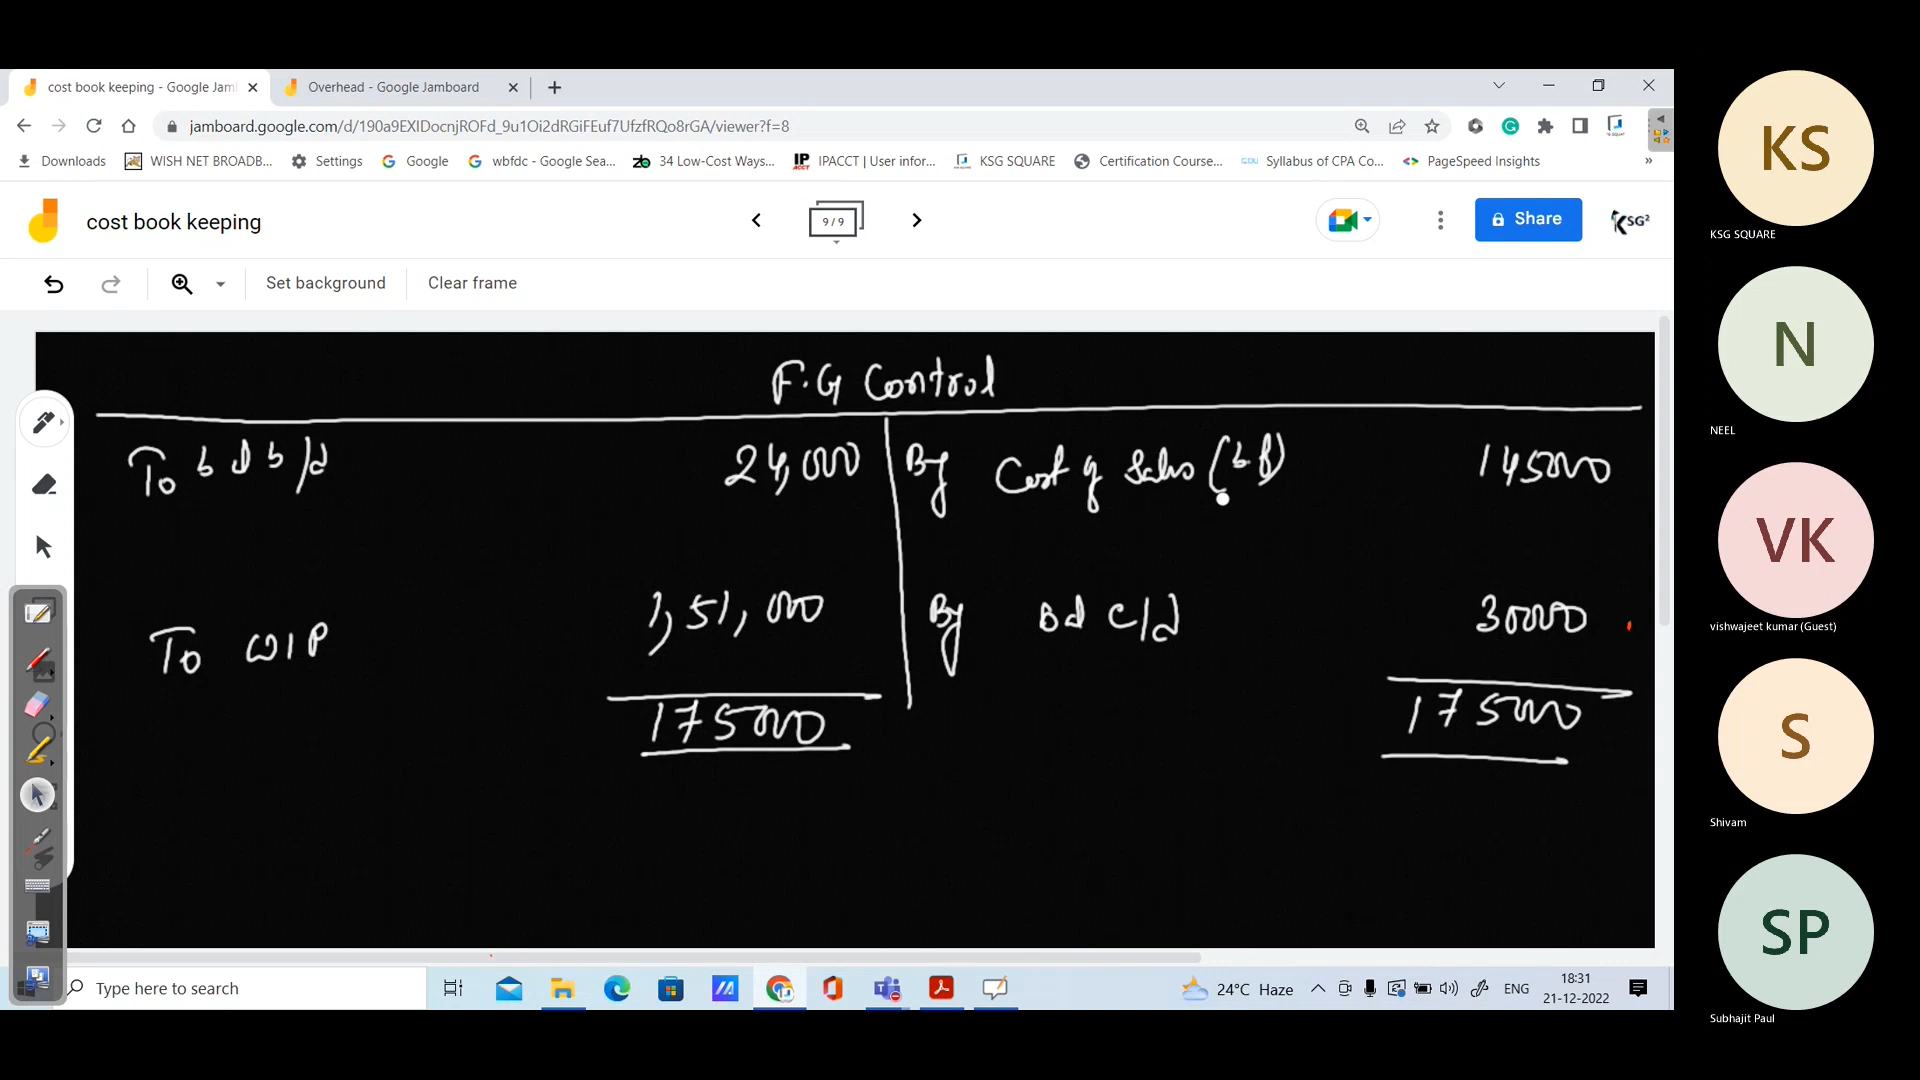 cost book keeping - Google Jam
Overhead - Google Jamboard
jamboard.google.com/d/190a9EXIDocnjROFd_9u1Oi2dRGiFEuf7UfzfRQo8rGA/viewer?f=8
Downloads WISH NET BROADB... Settings Google wbfdc - Google Sea... 34 Low-Cost Ways... IPACCT | User infor... KSG SQUARE Certification Course... Syllabus of CPA Co... PageSpeed Insights »
cost book keeping
9 / 9
Share
KSG²
Set background
Clear frame
F.G Control
To b d b/d 24,000 By Cost of Sales (b f) 145000
To WIP 1,51,000 By Bd c/d 30000
175000 175000
Type here to search
24°C Haze
ENG
18:31
21-12-2022
KS
KSG SQUARE
N
NEEL
VK
vishwajeet kumar (Guest)
S
Shivam
SP
Subhajit Paul